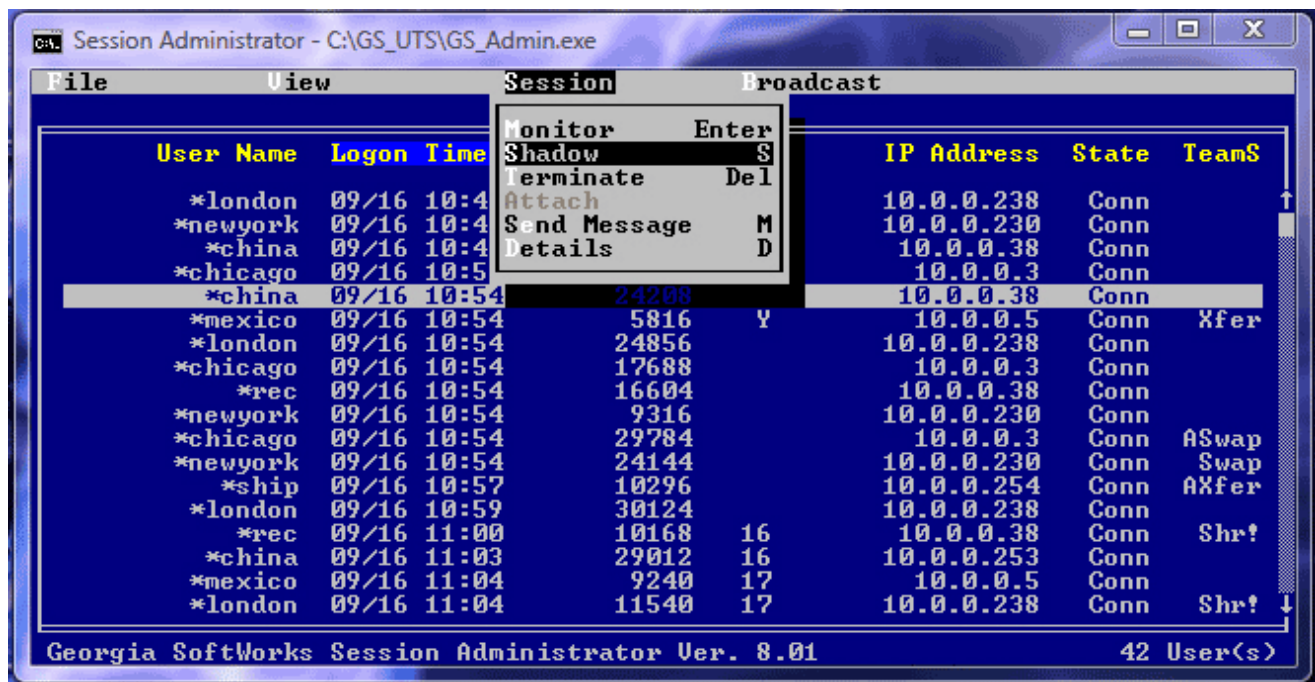 Session Administrator - C:\GS_UTS\GS_Admin.exe
File View Session Broadcast
Monitor Enter
User Name Logon Time Shadow S IP Address State TeamS
Terminate Del
*london 09/16 10:4 Attach 10.0.0.238 Conn
*newyork 09/16 10:4 Send Message M 10.0.0.230 Conn
*china 09/16 10:4 Details D 10.0.0.38 Conn
*chicago 09/16 10:5 10.0.0.3 Conn
*china 09/16 10:54 24208 10.0.0.38 Conn
*mexico 09/16 10:54 5816 Y 10.0.0.5 Conn Xfer
*london 09/16 10:54 24856 10.0.0.238 Conn
*chicago 09/16 10:54 17688 10.0.0.3 Conn
*rec 09/16 10:54 16604 10.0.0.38 Conn
*newyork 09/16 10:54 9316 10.0.0.230 Conn
*chicago 09/16 10:54 29784 10.0.0.3 Conn ASwap
*newyork 09/16 10:54 24144 10.0.0.230 Conn Swap
*ship 09/16 10:57 10296 10.0.0.254 Conn AXfer
*london 09/16 10:59 30124 10.0.0.238 Conn
*rec 09/16 11:00 10168 16 10.0.0.38 Conn Shr!
*china 09/16 11:03 29012 16 10.0.0.253 Conn
*mexico 09/16 11:04 9240 17 10.0.0.5 Conn
*london 09/16 11:04 11540 17 10.0.0.238 Conn Shr!
Georgia SoftWorks Session Administrator Ver. 8.01 42 User(s)